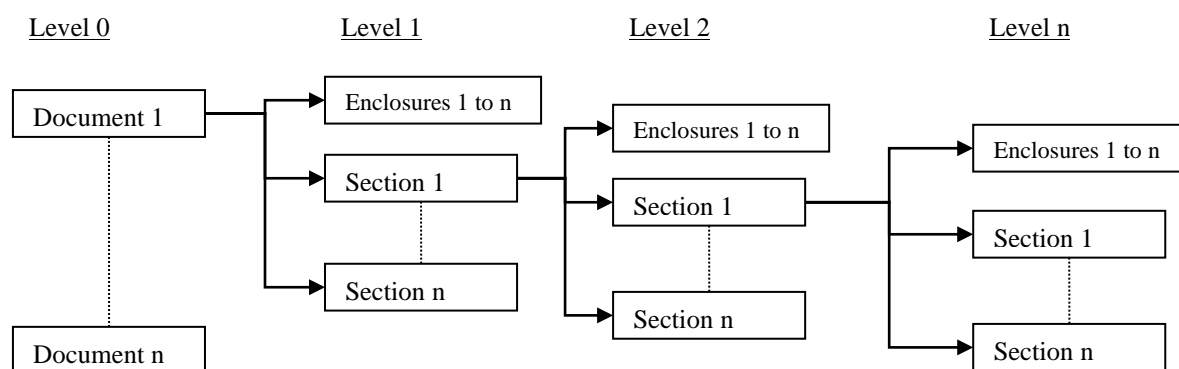 Level 0
Level 1
Level 2
Level n
Document 1
Document n
Enclosures 1 to n
Section 1
Section n
Enclosures 1 to n
Section 1
Section n
Enclosures 1 to n
Section 1
Section n